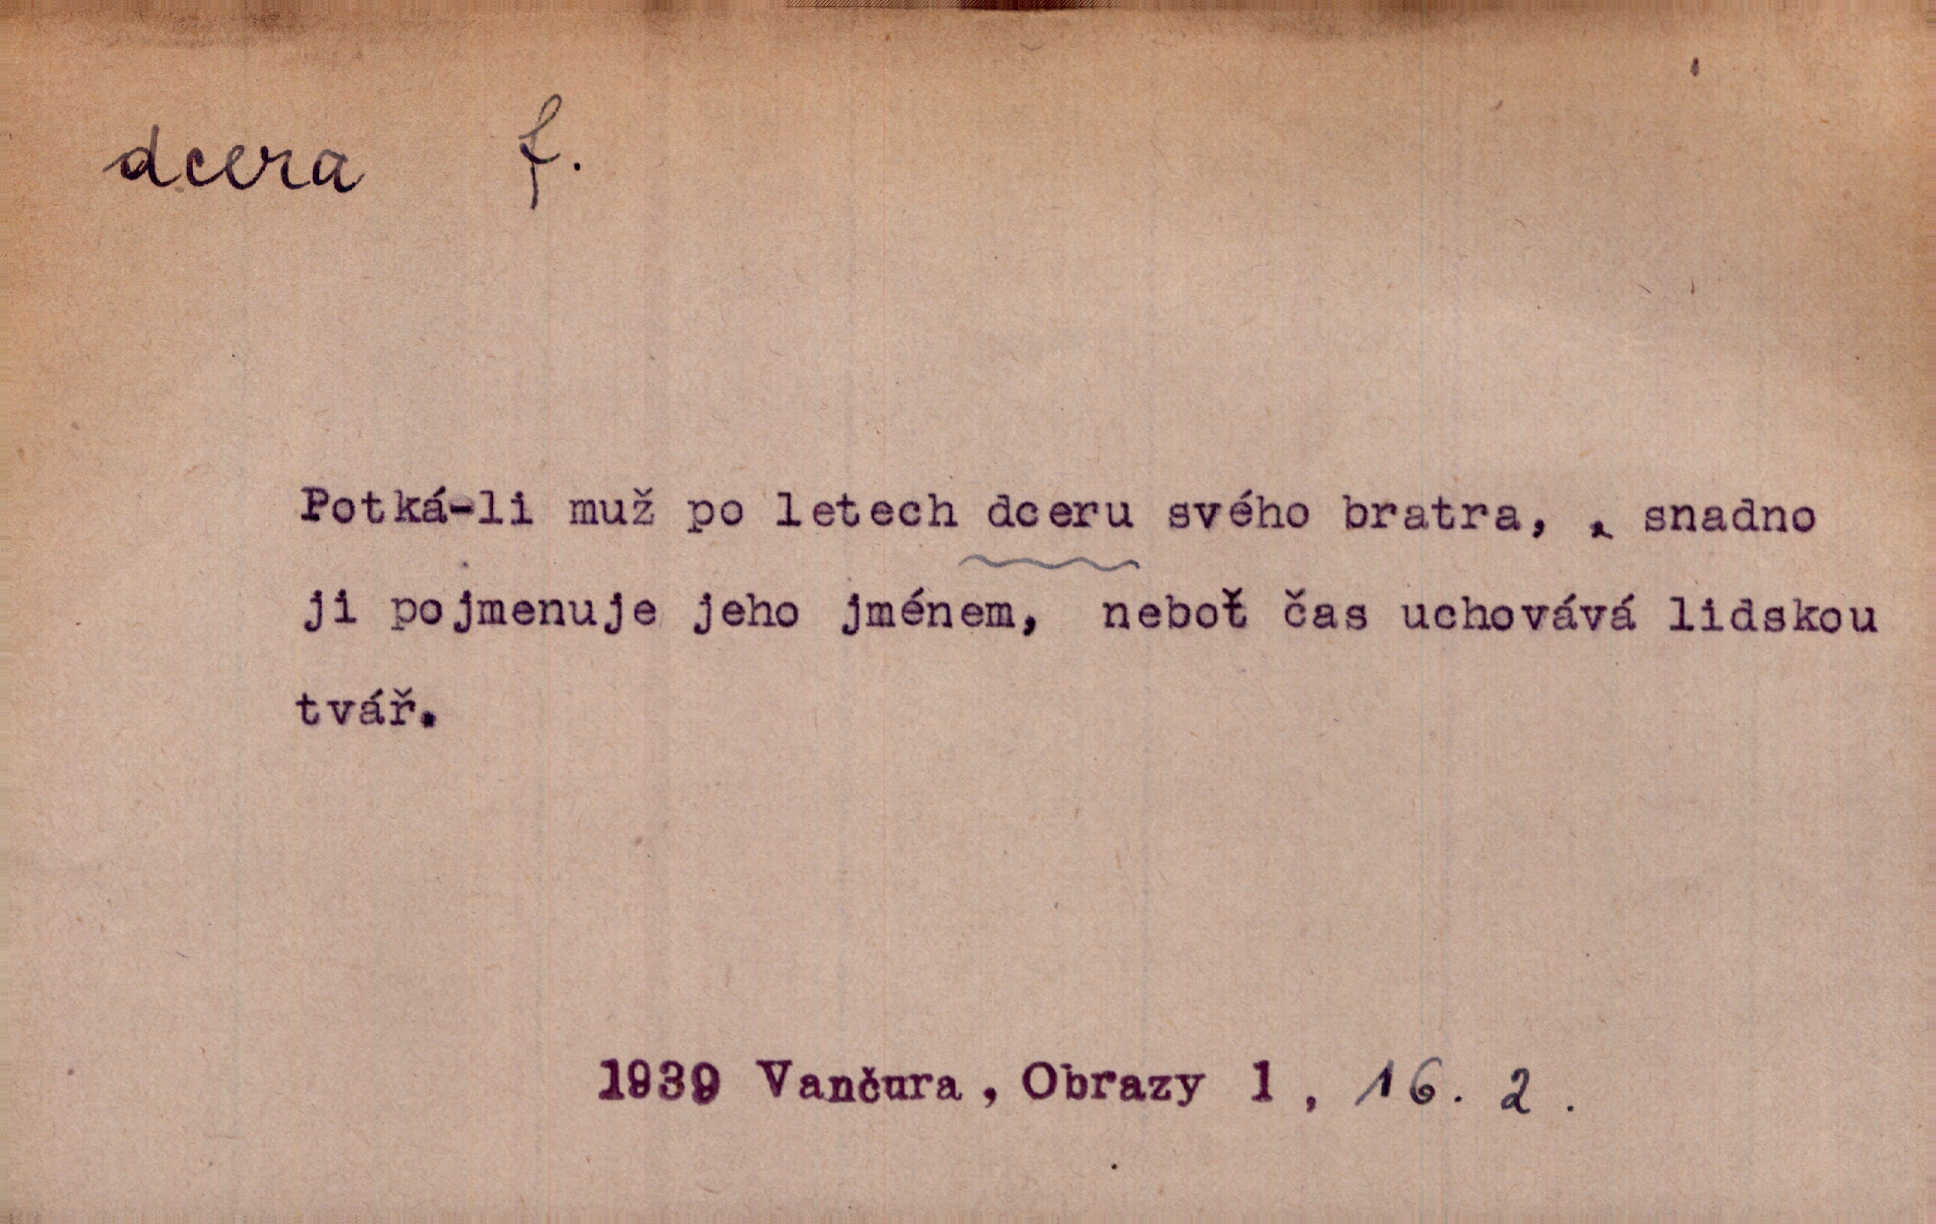 dcera f.
Potká-li muž po letech dceru svého bratra, , snadno
ji pojmenuje jeho jménem, neboť čas uchovává lidskou
tvář.
1939 Vančura, Obrazy 1, 16. 2.